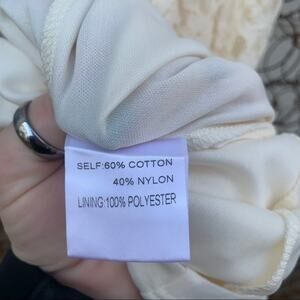 SELF:60% COTTON
40% NYLON
LINING:100% POLYESTER